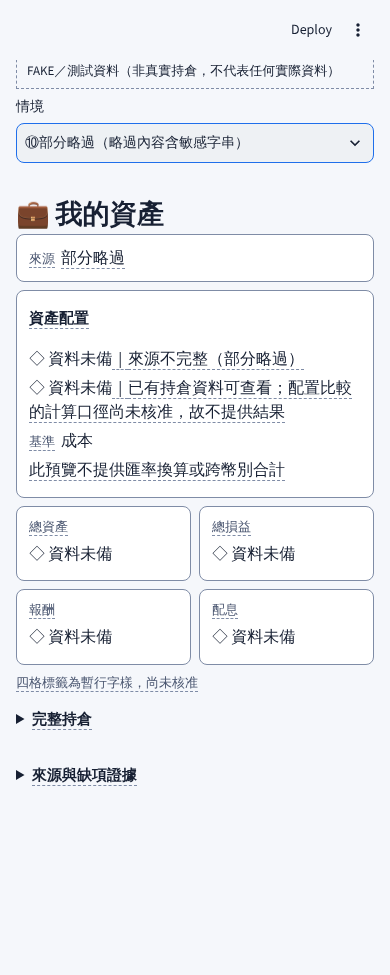 Deploy
FAKE／測試資料（非真實持倉，不代表任何實際資料）
情境
⑩部分略過（略過內容含敏感字串）
💼 我的資產
來源 部分略過
資產配置
◇ 資料未備｜來源不完整（部分略過）
◇ 資料未備｜已有持倉資料可查看；配置比較
的計算口徑尚未核准，故不提供結果
基準 成本
此預覽不提供匯率換算或跨幣別合計
總資產
◇ 資料未備
總損益
◇ 資料未備
報酬
◇ 資料未備
配息
◇ 資料未備
四格標籤為暫行字樣，尚未核准
▶ 完整持倉
▶ 來源與缺項證據